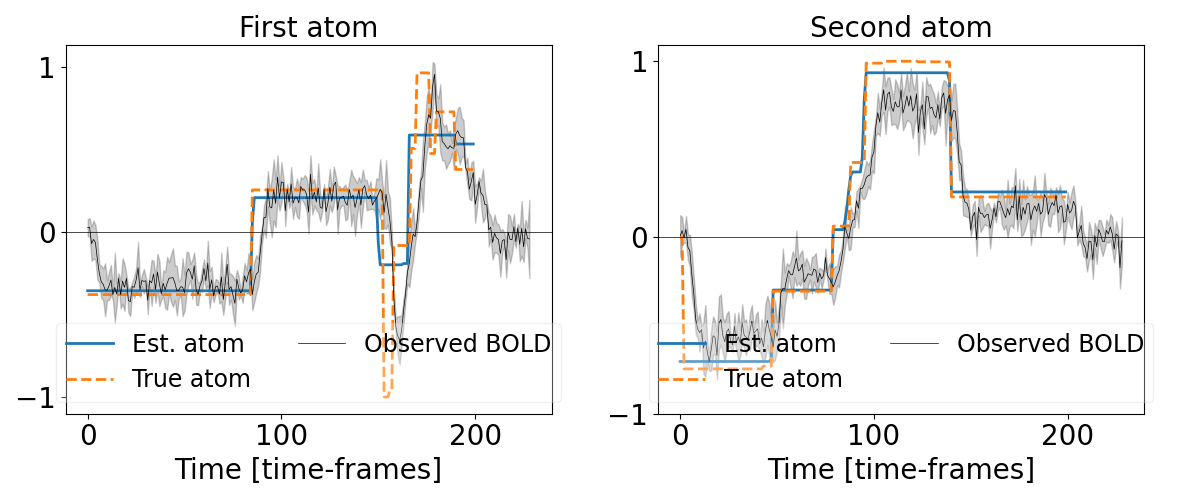 First atom
1
0
−1
Est. atom
True atom
Observed BOLD
0 100 200
Time [time-frames]
Second atom
1
0
−1
Est. atom
True atom
Observed BOLD
0 100 200
Time [time-frames]